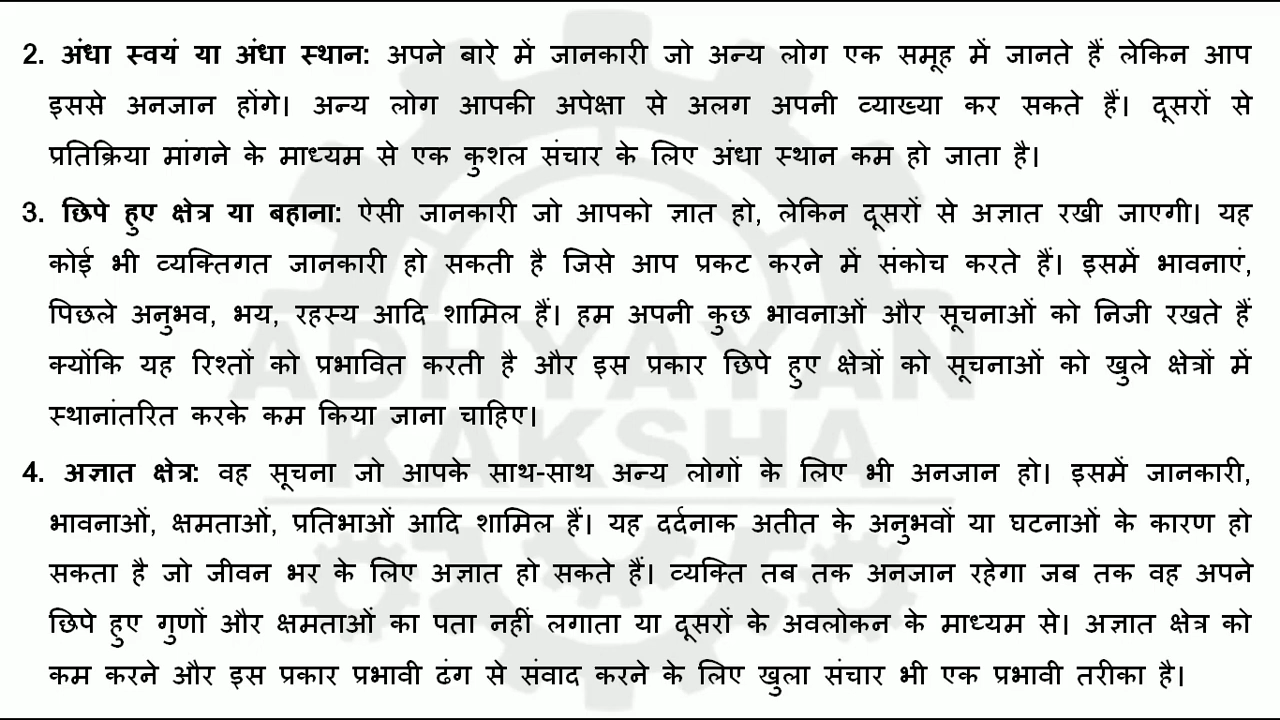 2. अंधा स्वयं या अंधा स्थान: अपने बारे में जानकारी जो अन्य लोग एक समूह में जानते हैं लेकिन आप
इससे अनजान होंगे। अन्य लोग आपकी अपेक्षा से अलग अपनी व्याख्या कर सकते हैं। दूसरों से
प्रतिक्रिया मांगने के माध्यम से एक कुशल संचार के लिए अंधा स्थान कम हो जाता है।
3. छिपे हुए क्षेत्र या बहाना: ऐसी जानकारी जो आपको ज्ञात हो, लेकिन दूसरों से अज्ञात रखी जाएगी। यह
कोई भी व्यक्तिगत जानकारी हो सकती है जिसे आप प्रकट करने में संकोच करते हैं। इसमें भावनाएं,
पिछले अनुभव, भय, रहस्य आदि शामिल हैं। हम अपनी कुछ भावनाओं और सूचनाओं को निजी रखते हैं
क्योंकि यह रिश्तों को प्रभावित करती है और इस प्रकार छिपे हुए क्षेत्रों को सूचनाओं को खुले क्षेत्रों में
स्थानांतरित करके कम किया जाना चाहिए।
4. अज्ञात क्षेत्र: वह सूचना जो आपके साथ-साथ अन्य लोगों के लिए भी अनजान हो। इसमें जानकारी,
भावनाओं, क्षमताओं, प्रतिभाओं आदि शामिल हैं। यह दर्दनाक अतीत के अनुभवों या घटनाओं के कारण हो
सकता है जो जीवन भर के लिए अज्ञात हो सकते हैं। व्यक्ति तब तक अनजान रहेगा जब तक वह अपने
छिपे हुए गुणों और क्षमताओं का पता नहीं लगाता या दूसरों के अवलोकन के माध्यम से। अज्ञात क्षेत्र को
कम करने और इस प्रकार प्रभावी ढंग से संवाद करने के लिए खुला संचार भी एक प्रभावी तरीका है।
ADHYAYAN
KAKSHA